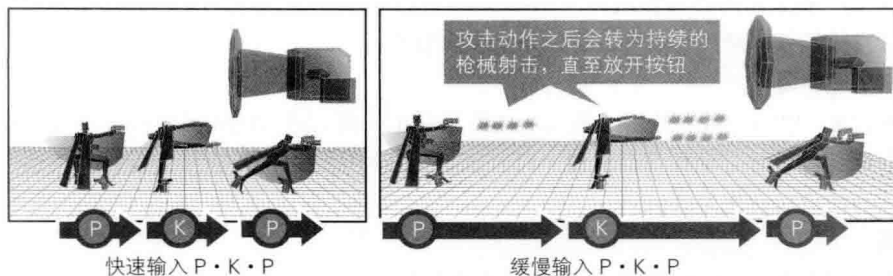 攻击动作之后会转为持续的
枪械射击，直至放开按钮
P K P
P K P
快速输入 P・K・P
缓慢输入 P・K・P